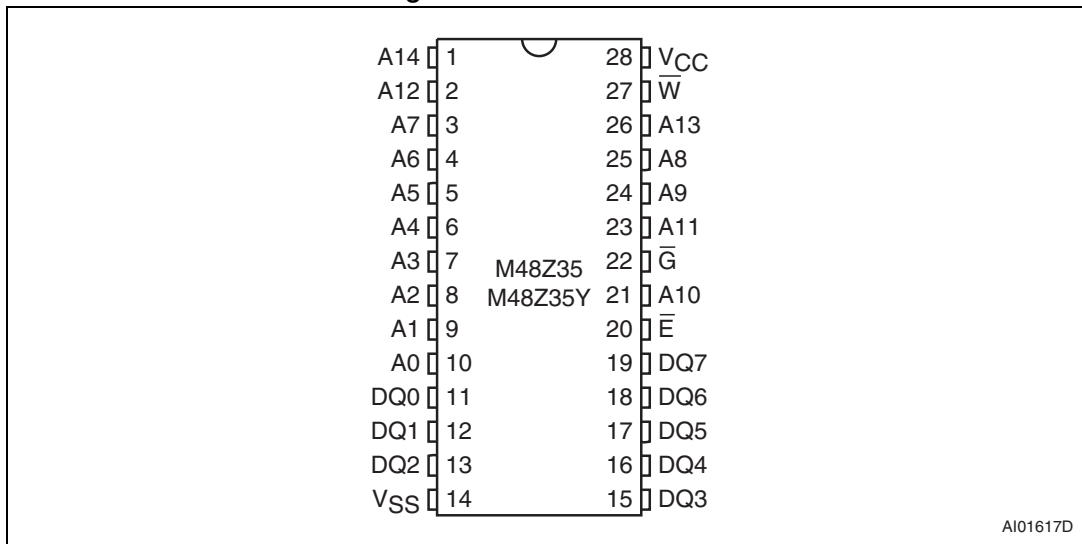 A14 1 28 VCC
A12 2 27 W̅
A7 3 26 A13
A6 4 25 A8
A5 5 24 A9
A4 6 23 A11
A3 7 22 G̅
M48Z35
A2 8 21 A10
M48Z35Y
A1 9 20 E̅
A0 10 19 DQ7
DQ0 11 18 DQ6
DQ1 12 17 DQ5
DQ2 13 16 DQ4
VSS 14 15 DQ3
AI01617D